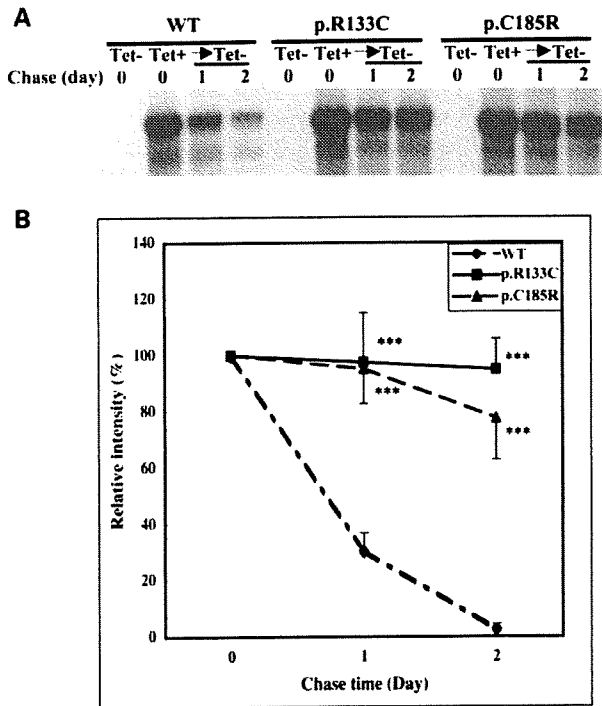 A
WT p.R133C p.C185R
Tet- Tet+ → Tet- Tet- Tet+ → Tet- Tet- Tet+ → Tet-
Chase (day) 0 0 1 2 0 0 1 2 0 0 1 2
B
140
120
100
80
60
40
20
0
Relative intensity (%)
WT
p.R133C
p.C185R
***
***
***
***
0 1 2
Chase time (Day)